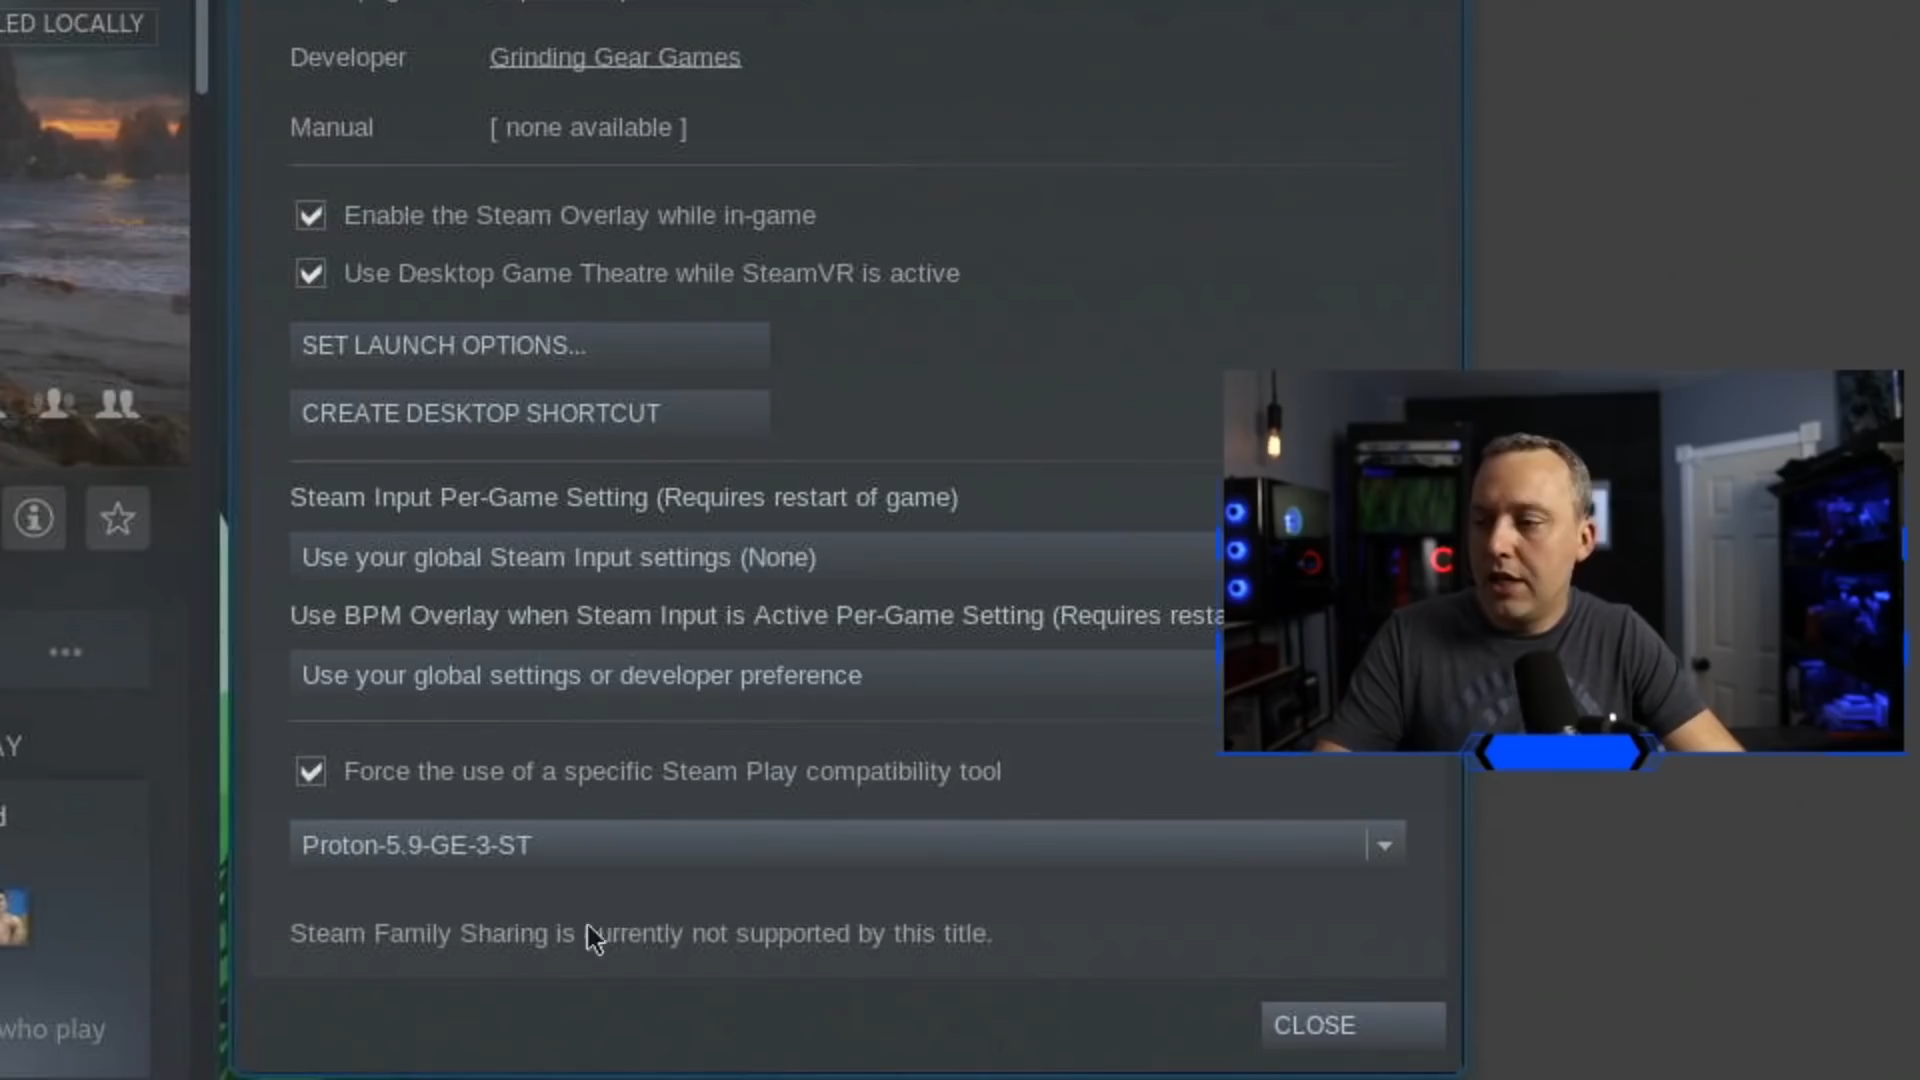 LED LOCALLY
Developer Grinding Gear Games
Manual [ none available ]
Enable the Steam Overlay while in-game
Use Desktop Game Theatre while SteamVR is active
SET LAUNCH OPTIONS...
CREATE DESKTOP SHORTCUT
Steam Input Per-Game Setting (Requires restart of game)
Use your global Steam Input settings (None)
Use BPM Overlay when Steam Input is Active Per-Game Setting (Requires resta
Use your global settings or developer preference
AY
Force the use of a specific Steam Play compatibility tool
d
Proton-5.9-GE-3-ST
Steam Family Sharing is currently not supported by this title.
who play
CLOSE